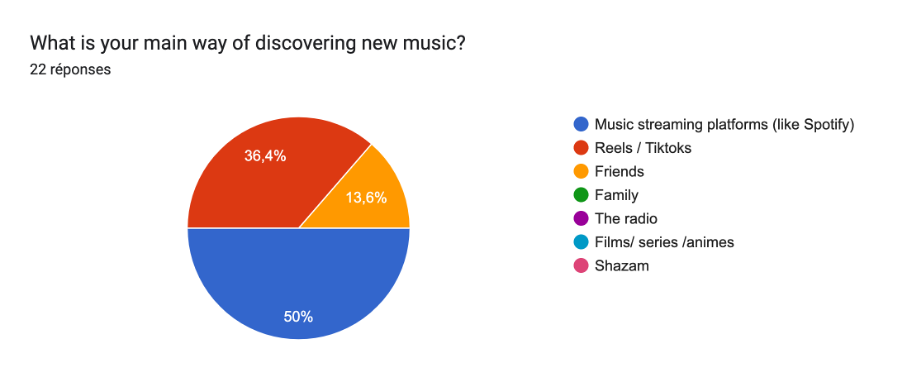 What is your main way of discovering new music?
22 réponses
36,4%
13,6%
50%
Music streaming platforms (like Spotify)
Reels / Tiktoks
Friends
Family
The radio
Films/ series /animes
Shazam